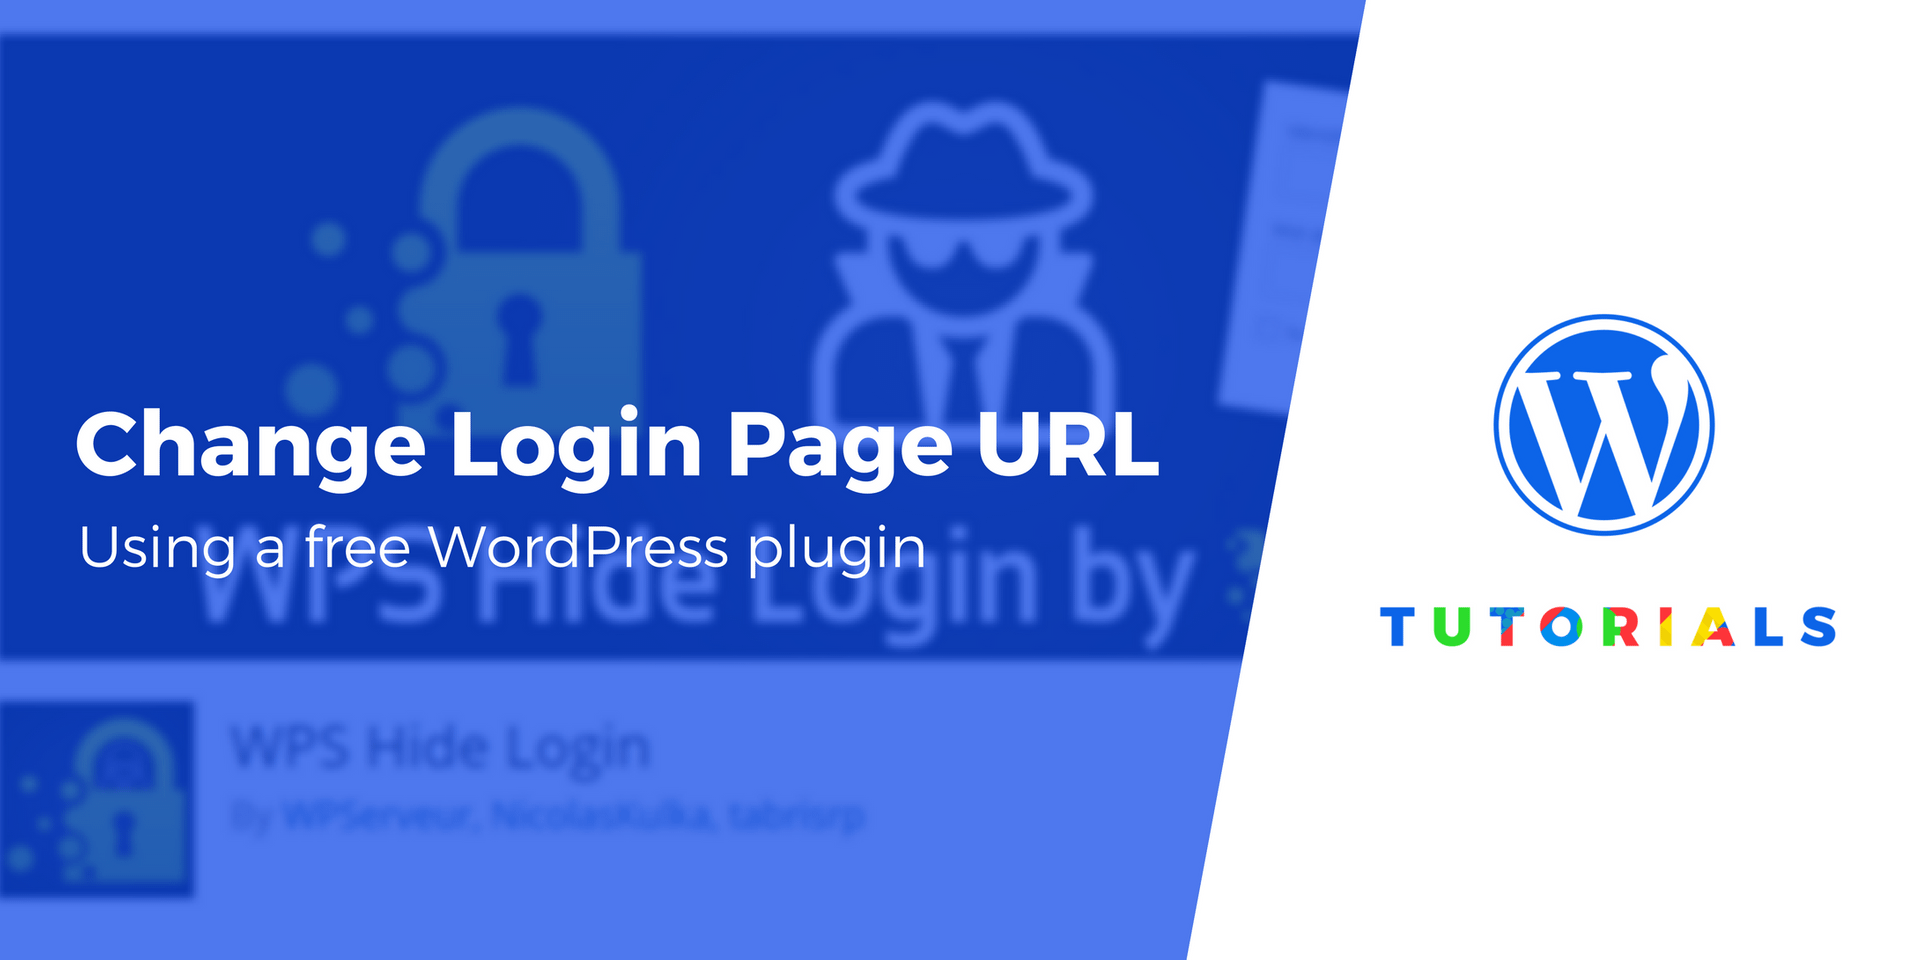 Change Login Page URL
Using a free WordPress plugin
WPS Hide Login by
WPS Hide Login
By WPServeur, NicolasKulka, tabrisrp
TUTORIALS